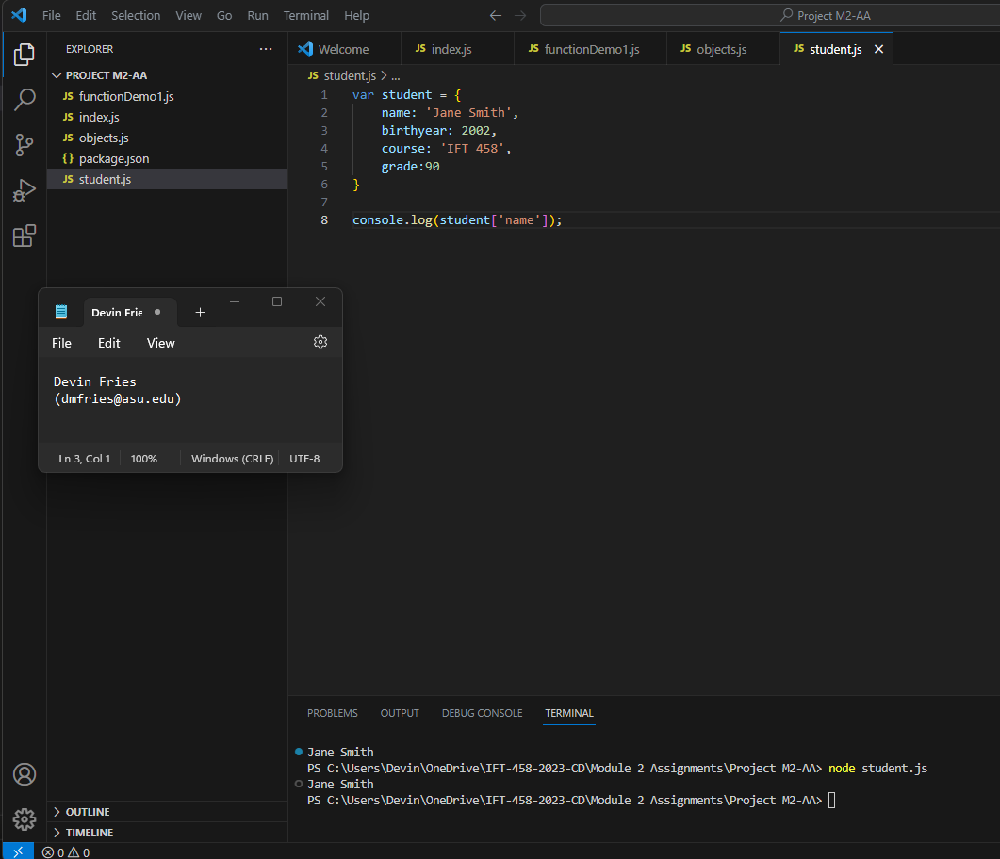 File Edit Selection View Go Run Terminal Help
Project M2-AA
EXPLORER
PROJECT M2-AA
JS functionDemo1.js
JS index.js
JS objects.js
{} package.json
JS student.js
Welcome
JS index.js
JS functionDemo1.js
JS objects.js
JS student.js
JS student.js > ...
1 var student = {
2 name: 'Jane Smith',
3 birthyear: 2002,
4 course: 'IFT 458',
5 grade:90
6 }
7
8 console.log(student['name']);
Devin Frie
File Edit View
Devin Fries
(dmfries@asu.edu)
Ln 3, Col 1 100% Windows (CRLF) UTF-8
PROBLEMS OUTPUT DEBUG CONSOLE TERMINAL
Jane Smith
PS C:\Users\Devin\OneDrive\IFT-458-2023-CD\Module 2 Assignments\Project M2-AA> node student.js
Jane Smith
PS C:\Users\Devin\OneDrive\IFT-458-2023-CD\Module 2 Assignments\Project M2-AA>
OUTLINE
TIMELINE
0 0